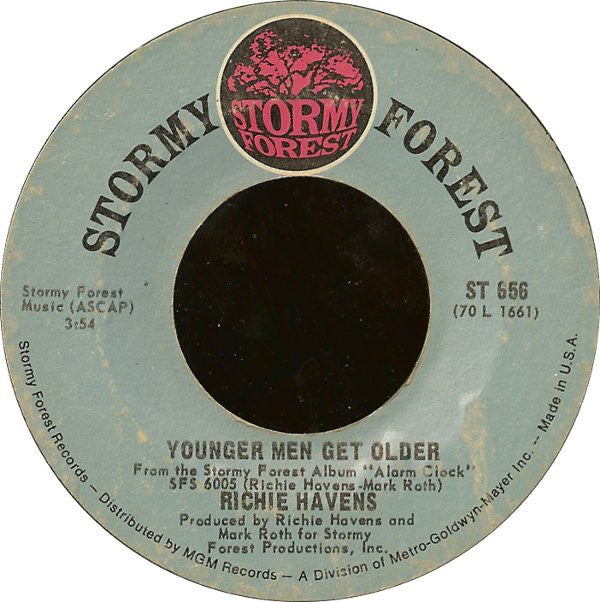 STORMY FOREST
STORMY
FOREST
Stormy Forest
Music (ASCAP)
3:54
ST 656
(70 L 1661)
YOUNGER MEN GET OLDER
From the Stormy Forest Album "Alarm Clock"
SFS 6005 (Richie Havens-Mark Roth)
RICHIE HAVENS
Produced by Richie Havens and
Mark Roth for Stormy
Forest Productions, Inc.
Stormy Forest Records – Distributed by MGM Records – A Division of Metro-Goldwyn-Mayer Inc. – Made in U.S.A.